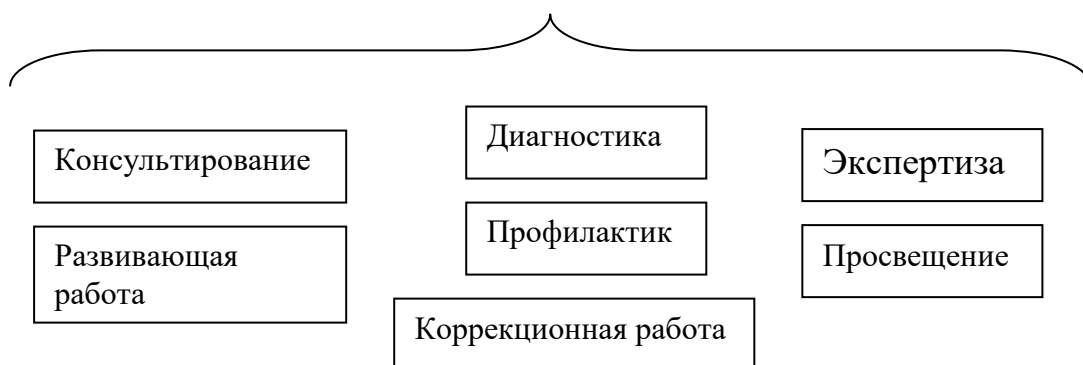 Консультирование
Диагностика
Экспертиза
Развивающая
работа
Профилактик
Просвещение
Коррекционная работа